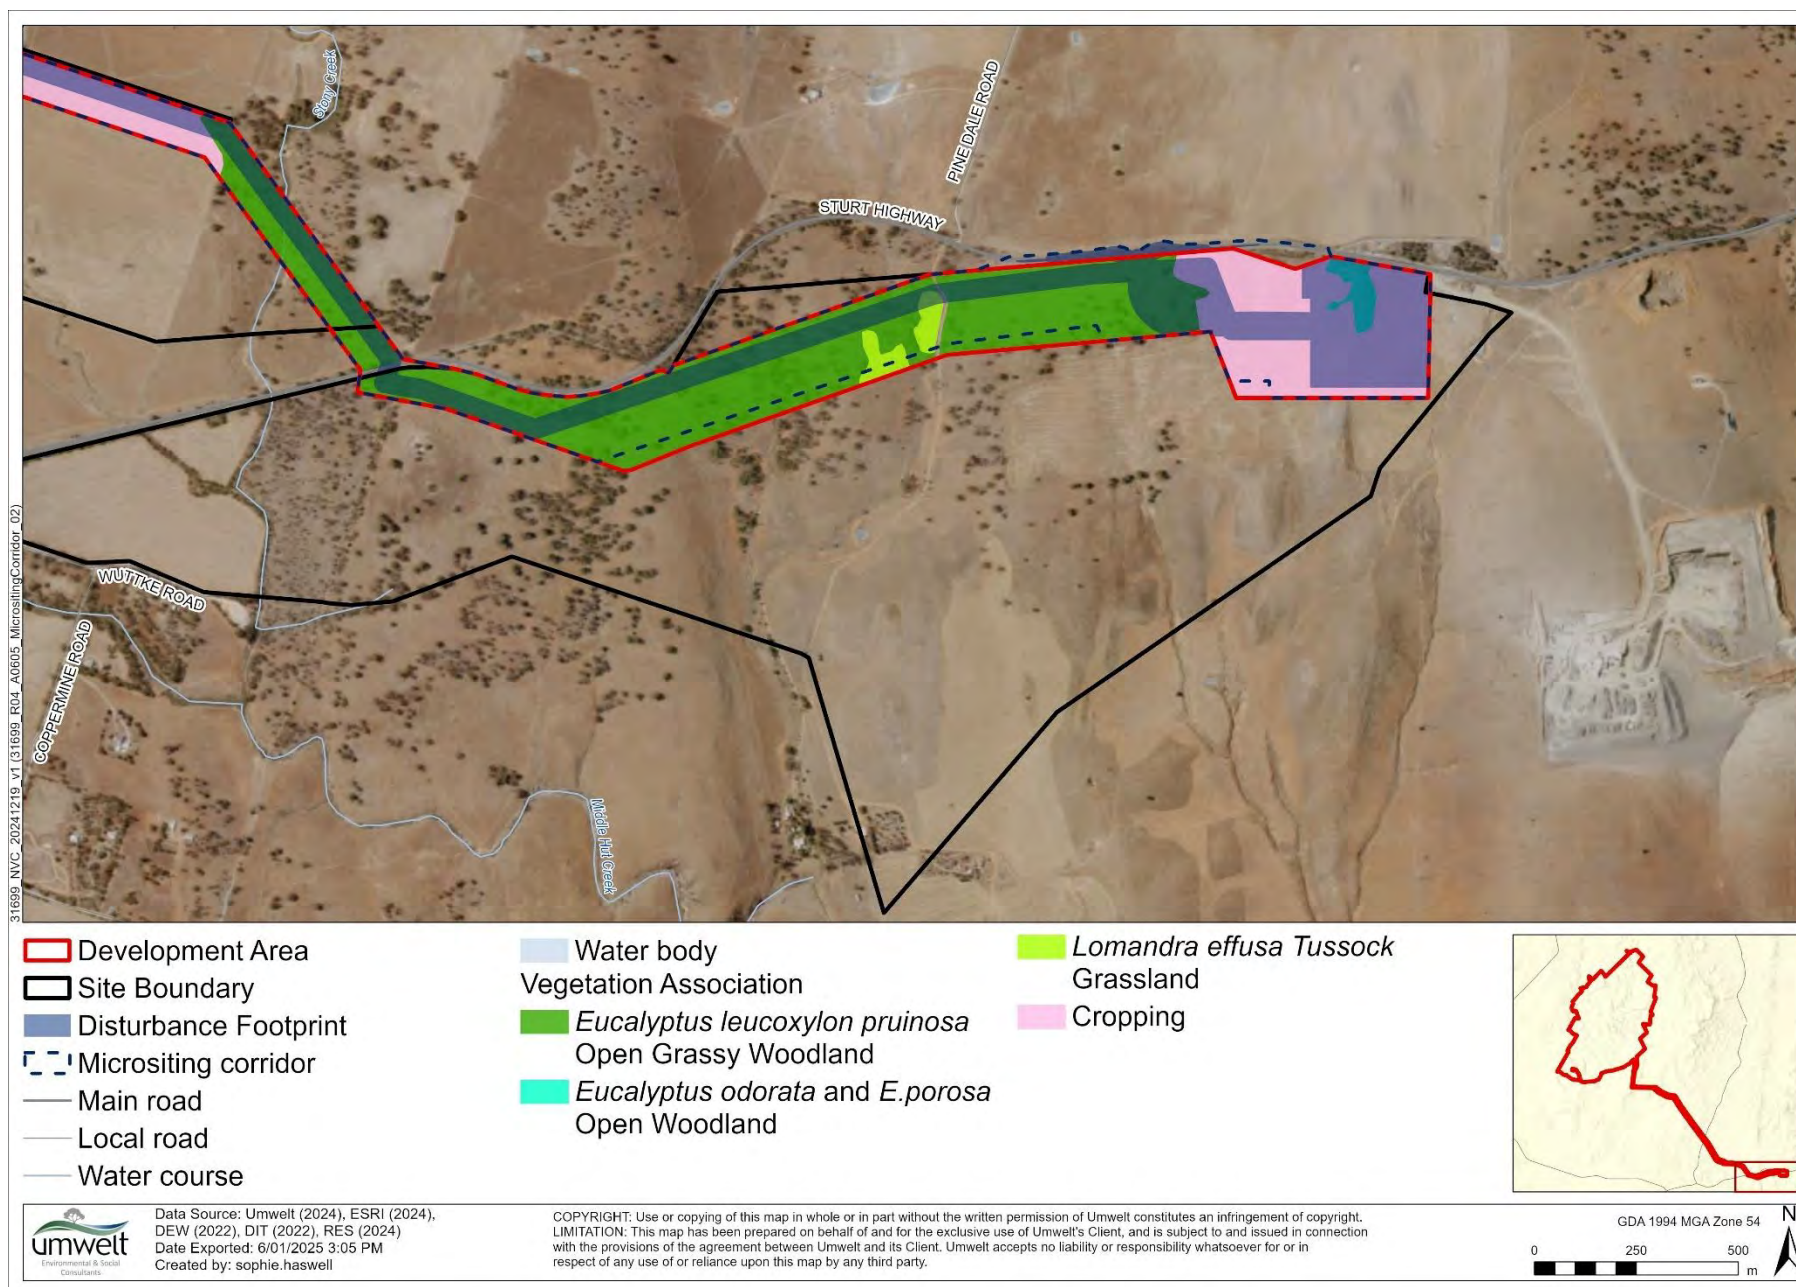 Stony Creek
PINE DALE ROAD
STURT HIGHWAY
WUTTKE ROAD
COPPERMINE ROAD
Middle Hut Creek
31699_NVC_20241219_v1 (31699_R04_A0605_MicrositingCorridor_02)
Development Area
Site Boundary
Disturbance Footprint
Micrositing corridor
Main road
Local road
Water course
Water body
Vegetation Association
Eucalyptus leucoxylon pruinosa
Open Grassy Woodland
Eucalyptus odorata and E.porosa
Open Woodland
Lomandra effusa Tussock
Grassland
Cropping
umwelt
Environmental & Social
Consultants
Data Source: Umwelt (2024), ESRI (2024),
DEW (2022), DIT (2022), RES (2024)
Date Exported: 6/01/2025 3:05 PM
Created by: sophie.haswell
COPYRIGHT: Use or copying of this map in whole or in part without the written permission of Umwelt constitutes an infringement of copyright.
LIMITATION: This map has been prepared on behalf of and for the exclusive use of Umwelt's Client, and is subject to and issued in connection
with the provisions of the agreement between Umwelt and its Client. Umwelt accepts no liability or responsibility whatsoever for or in
respect of any use of or reliance upon this map by any third party.
GDA 1994 MGA Zone 54
N
0 250 500
m